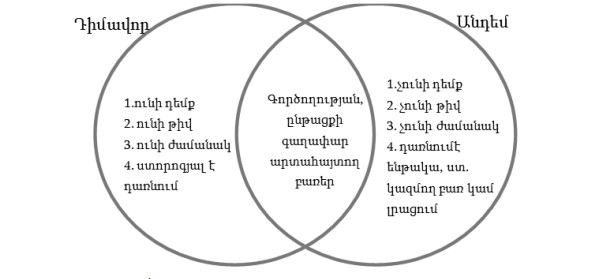 Դիմավոր
Անդեմ
1.ունի դեմք
2. ունի թիվ
3. ունի ժամանակ
4. ստորոգյալ է
դառնում
Գործողության,
ընթացքի
գաղափար
արտահայտող
բառեր
1.չունի դեմք
2. չունի թիվ
3. չունի ժամանակ
4. դառնումէ
ենթակա, ստ.
կազմող բառ կամ
լրացում